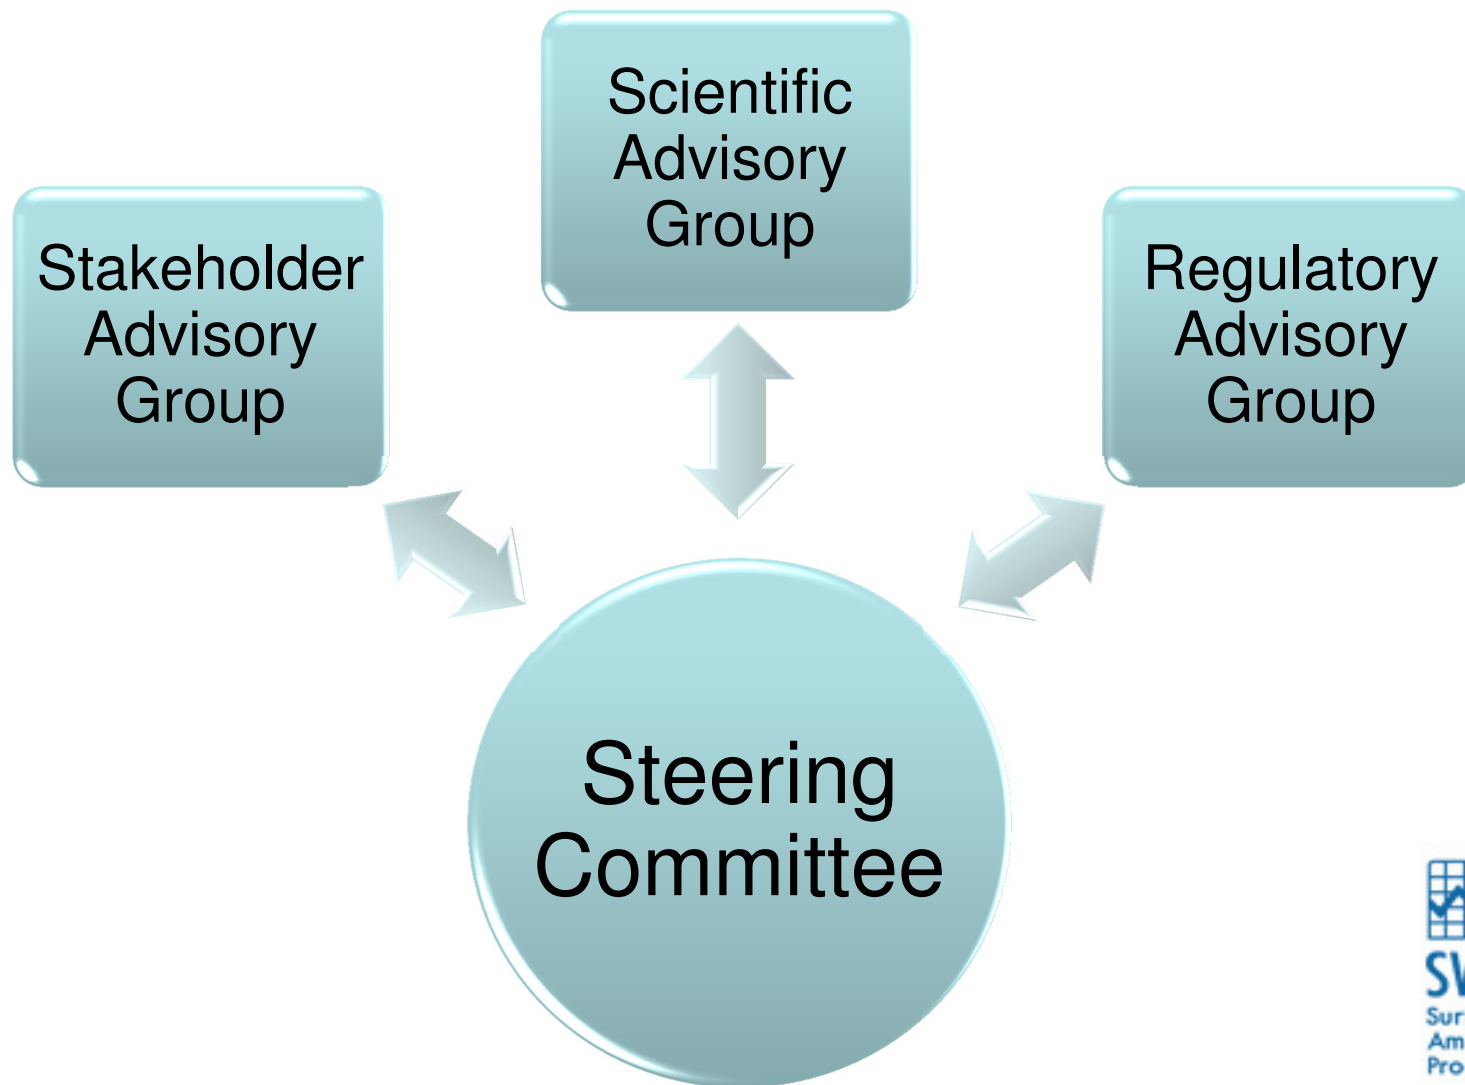 Scientific
Advisory
Group
Stakeholder
Advisory
Group
Regulatory
Advisory
Group
Steering
Committee